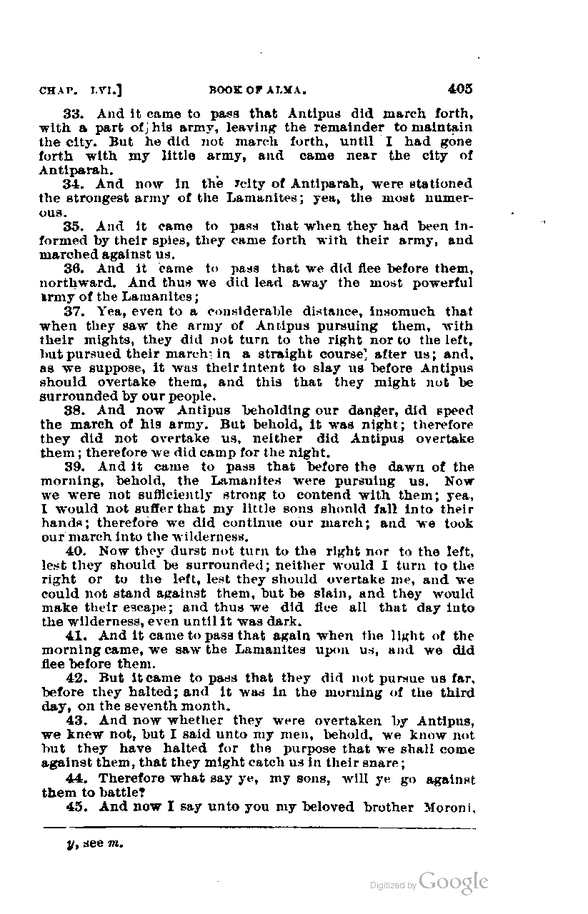 CHAP. LVI.] BOOK OF ALMA. 405
33. And it came to pass that Antipus did march forth,
with a part of his army, leaving the remainder to maintain
the city. But he did not march forth, until I had gone
forth with my little army, and came near the city of
Antiparah.
34. And now in the ycity of Antiparah, were stationed
the strongest army of the Lamanites; yea, the most numer-
ous.
35. And it came to pass that when they had been in-
formed by their spies, they came forth with their army, and
marched against us.
36. And it came to pass that we did flee before them,
northward. And thus we did lead away the most powerful
army of the Lamanites;
37. Yea, even to a considerable distance, insomuch that
when they saw the army of Antipus pursuing them, with
their mights, they did not turn to the right nor to the left,
but pursued their march in a straight course after us; and,
as we suppose, it was their intent to slay us before Antipus
should overtake them, and this that they might not be
surrounded by our people.
38. And now Antipus beholding our danger, did speed
the march of his army. But behold, it was night; therefore
they did not overtake us, neither did Antipus overtake
them; therefore we did camp for the night.
39. And it came to pass that before the dawn of the
morning, behold, the Lamanites were pursuing us. Now
we were not sufficiently strong to contend with them; yea,
I would not suffer that my little sons should fall into their
hands; therefore we did continue our march; and we took
our march into the wilderness.
40. Now they durst not turn to the right nor to the left,
lest they should be surrounded; neither would I turn to the
right or to the left, lest they should overtake me, and we
could not stand against them, but be slain, and they would
make their escape; and thus we did flee all that day into
the wilderness, even until it was dark.
41. And it came to pass that again when the light of the
morning came, we saw the Lamanites upon us, and we did
flee before them.
42. But it came to pass that they did not pursue us far,
before they halted; and it was in the morning of the third
day, on the seventh month.
43. And now whether they were overtaken by Antipus,
we knew not, but I said unto my men, behold, we know not
but they have halted for the purpose that we shall come
against them, that they might catch us in their snare;
44. Therefore what say ye, my sons, will ye go against
them to battle?
45. And now I say unto you my beloved brother Moroni,
y, see m.
Digitized by Google